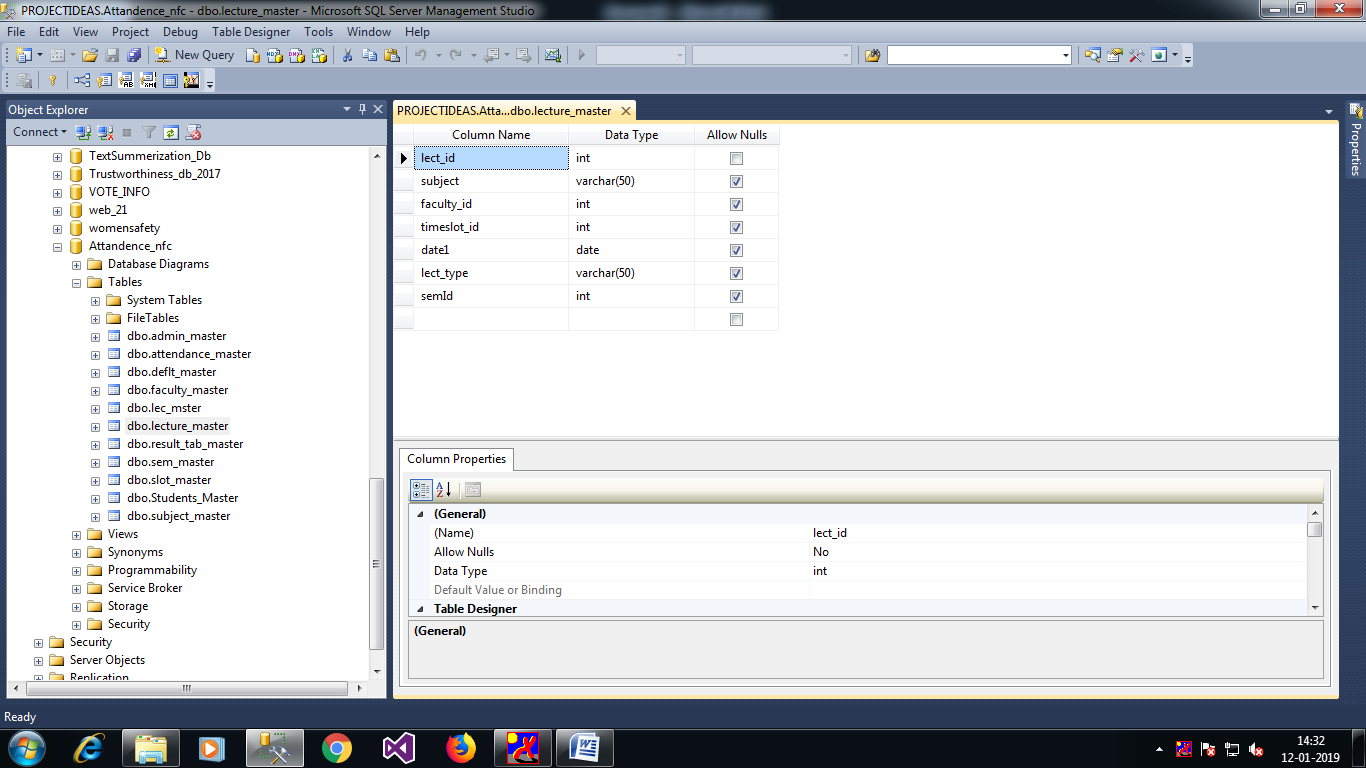 PROJECTIDEAS.Attandence_nfc - dbo.lecture_master - Microsoft SQL Server Management Studio
File Edit View Project Debug Table Designer Tools Window Help
New Query
Object Explorer
Connect
TextSummerization_Db
Trustworthiness_db_2017
VOTE_INFO
web_21
womensafety
Attandence_nfc
Database Diagrams
Tables
System Tables
FileTables
dbo.admin_master
dbo.attendance_master
dbo.deflt_master
dbo.faculty_master
dbo.lec_mster
dbo.lecture_master
dbo.result_tab_master
dbo.sem_master
dbo.slot_master
dbo.Students_Master
dbo.subject_master
Views
Synonyms
Programmability
Service Broker
Storage
Security
Security
Server Objects
Replication
PROJECTIDEAS.Atta...dbo.lecture_master
Column Name Data Type Allow Nulls
lect_id int
subject varchar(50)
faculty_id int
timeslot_id int
date1 date
lect_type varchar(50)
semId int
Column Properties
(General)
(Name) lect_id
Allow Nulls No
Data Type int
Default Value or Binding
Table Designer
(General)
Properties
Ready
14:32
12-01-2019